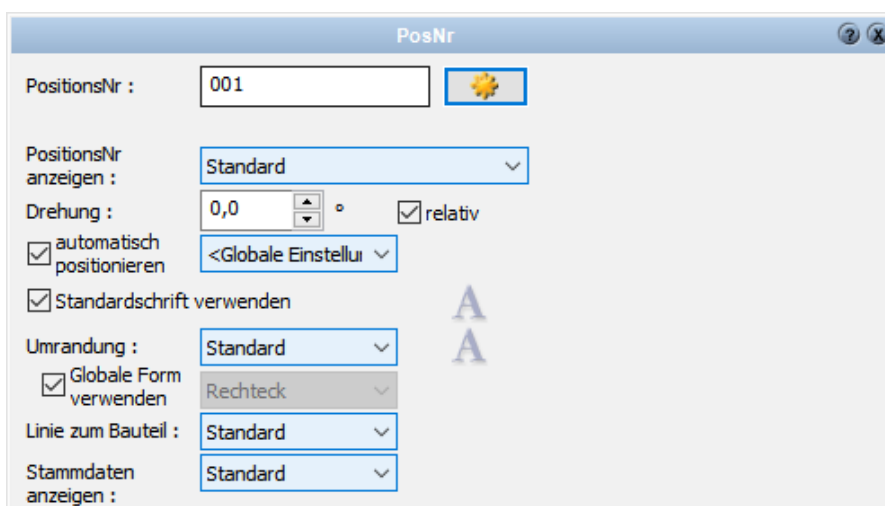 PosNr
PositionsNr : 001
PositionsNr
anzeigen :
Standard
Drehung : 0,0 ° relativ
automatisch
positionieren
<Globale Einstellu
Standardschrift verwenden
A
Umrandung : Standard
A
Globale Form
verwenden
Rechteck
Linie zum Bauteil : Standard
Stammdaten
anzeigen :
Standard